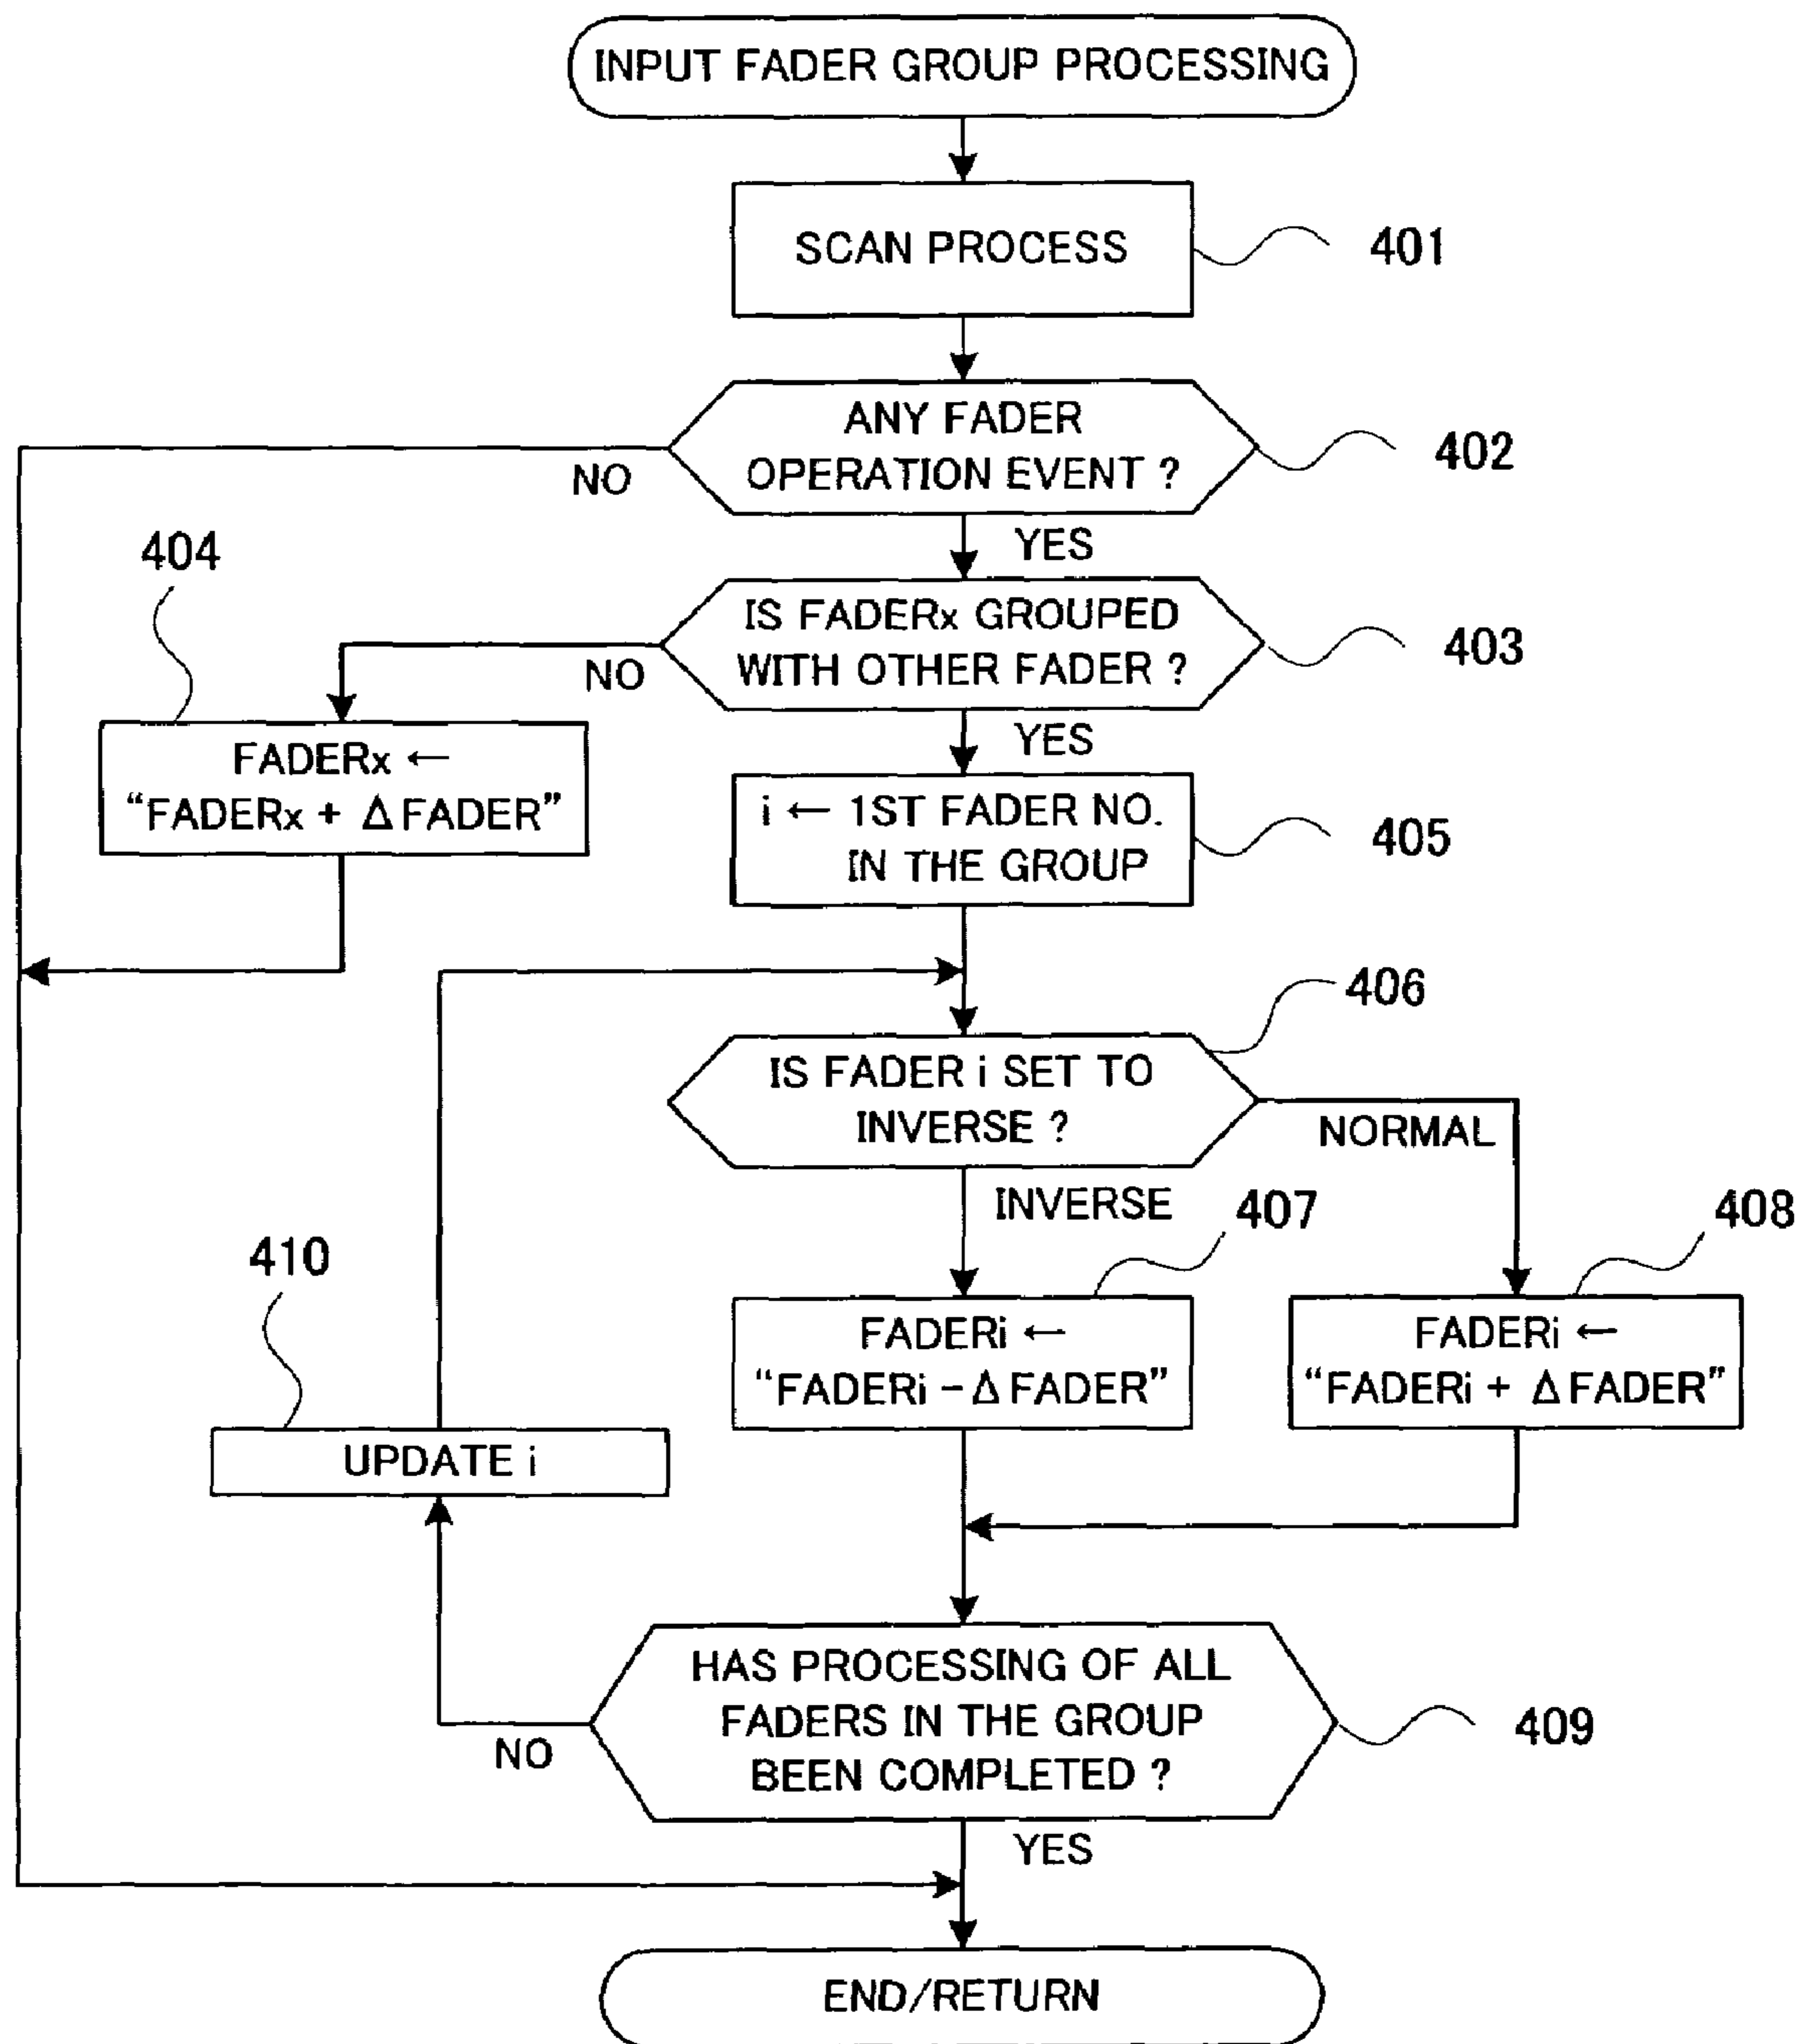 INPUT FADER GROUP PROCESSING
SCAN PROCESS
401
ANY FADER
OPERATION EVENT ?
402
NO
YES
404
IS FADERx GROUPED
WITH OTHER FADER ?
403
NO
YES
FADERx ←
“FADERx + Δ FADER”
i ← 1ST FADER NO.
IN THE GROUP
405
406
IS FADER i SET TO
INVERSE ?
NORMAL
INVERSE
407
408
410
FADERi ←
“FADERi − Δ FADER”
FADERi ←
“FADERi + Δ FADER”
UPDATE i
HAS PROCESSING OF ALL
FADERS IN THE GROUP
BEEN COMPLETED ?
409
NO
YES
END/RETURN